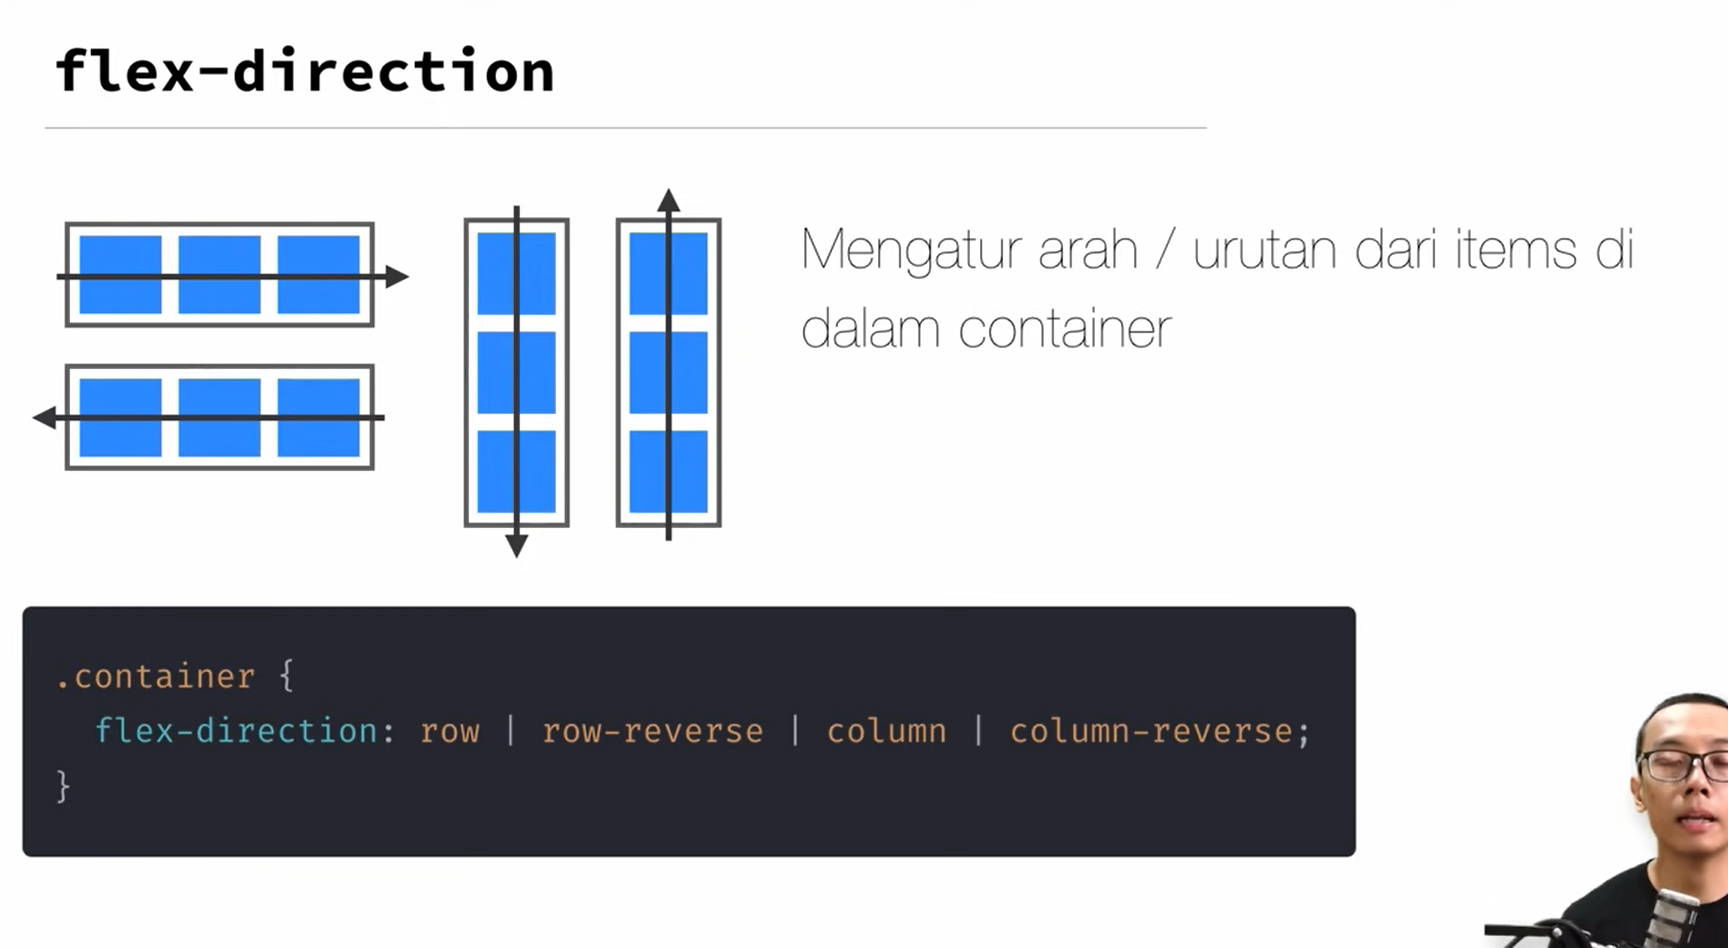 flex-direction
Mengatur arah / urutan dari items di
dalam container
.container {
flex-direction: row | row-reverse | column | column-reverse;
}